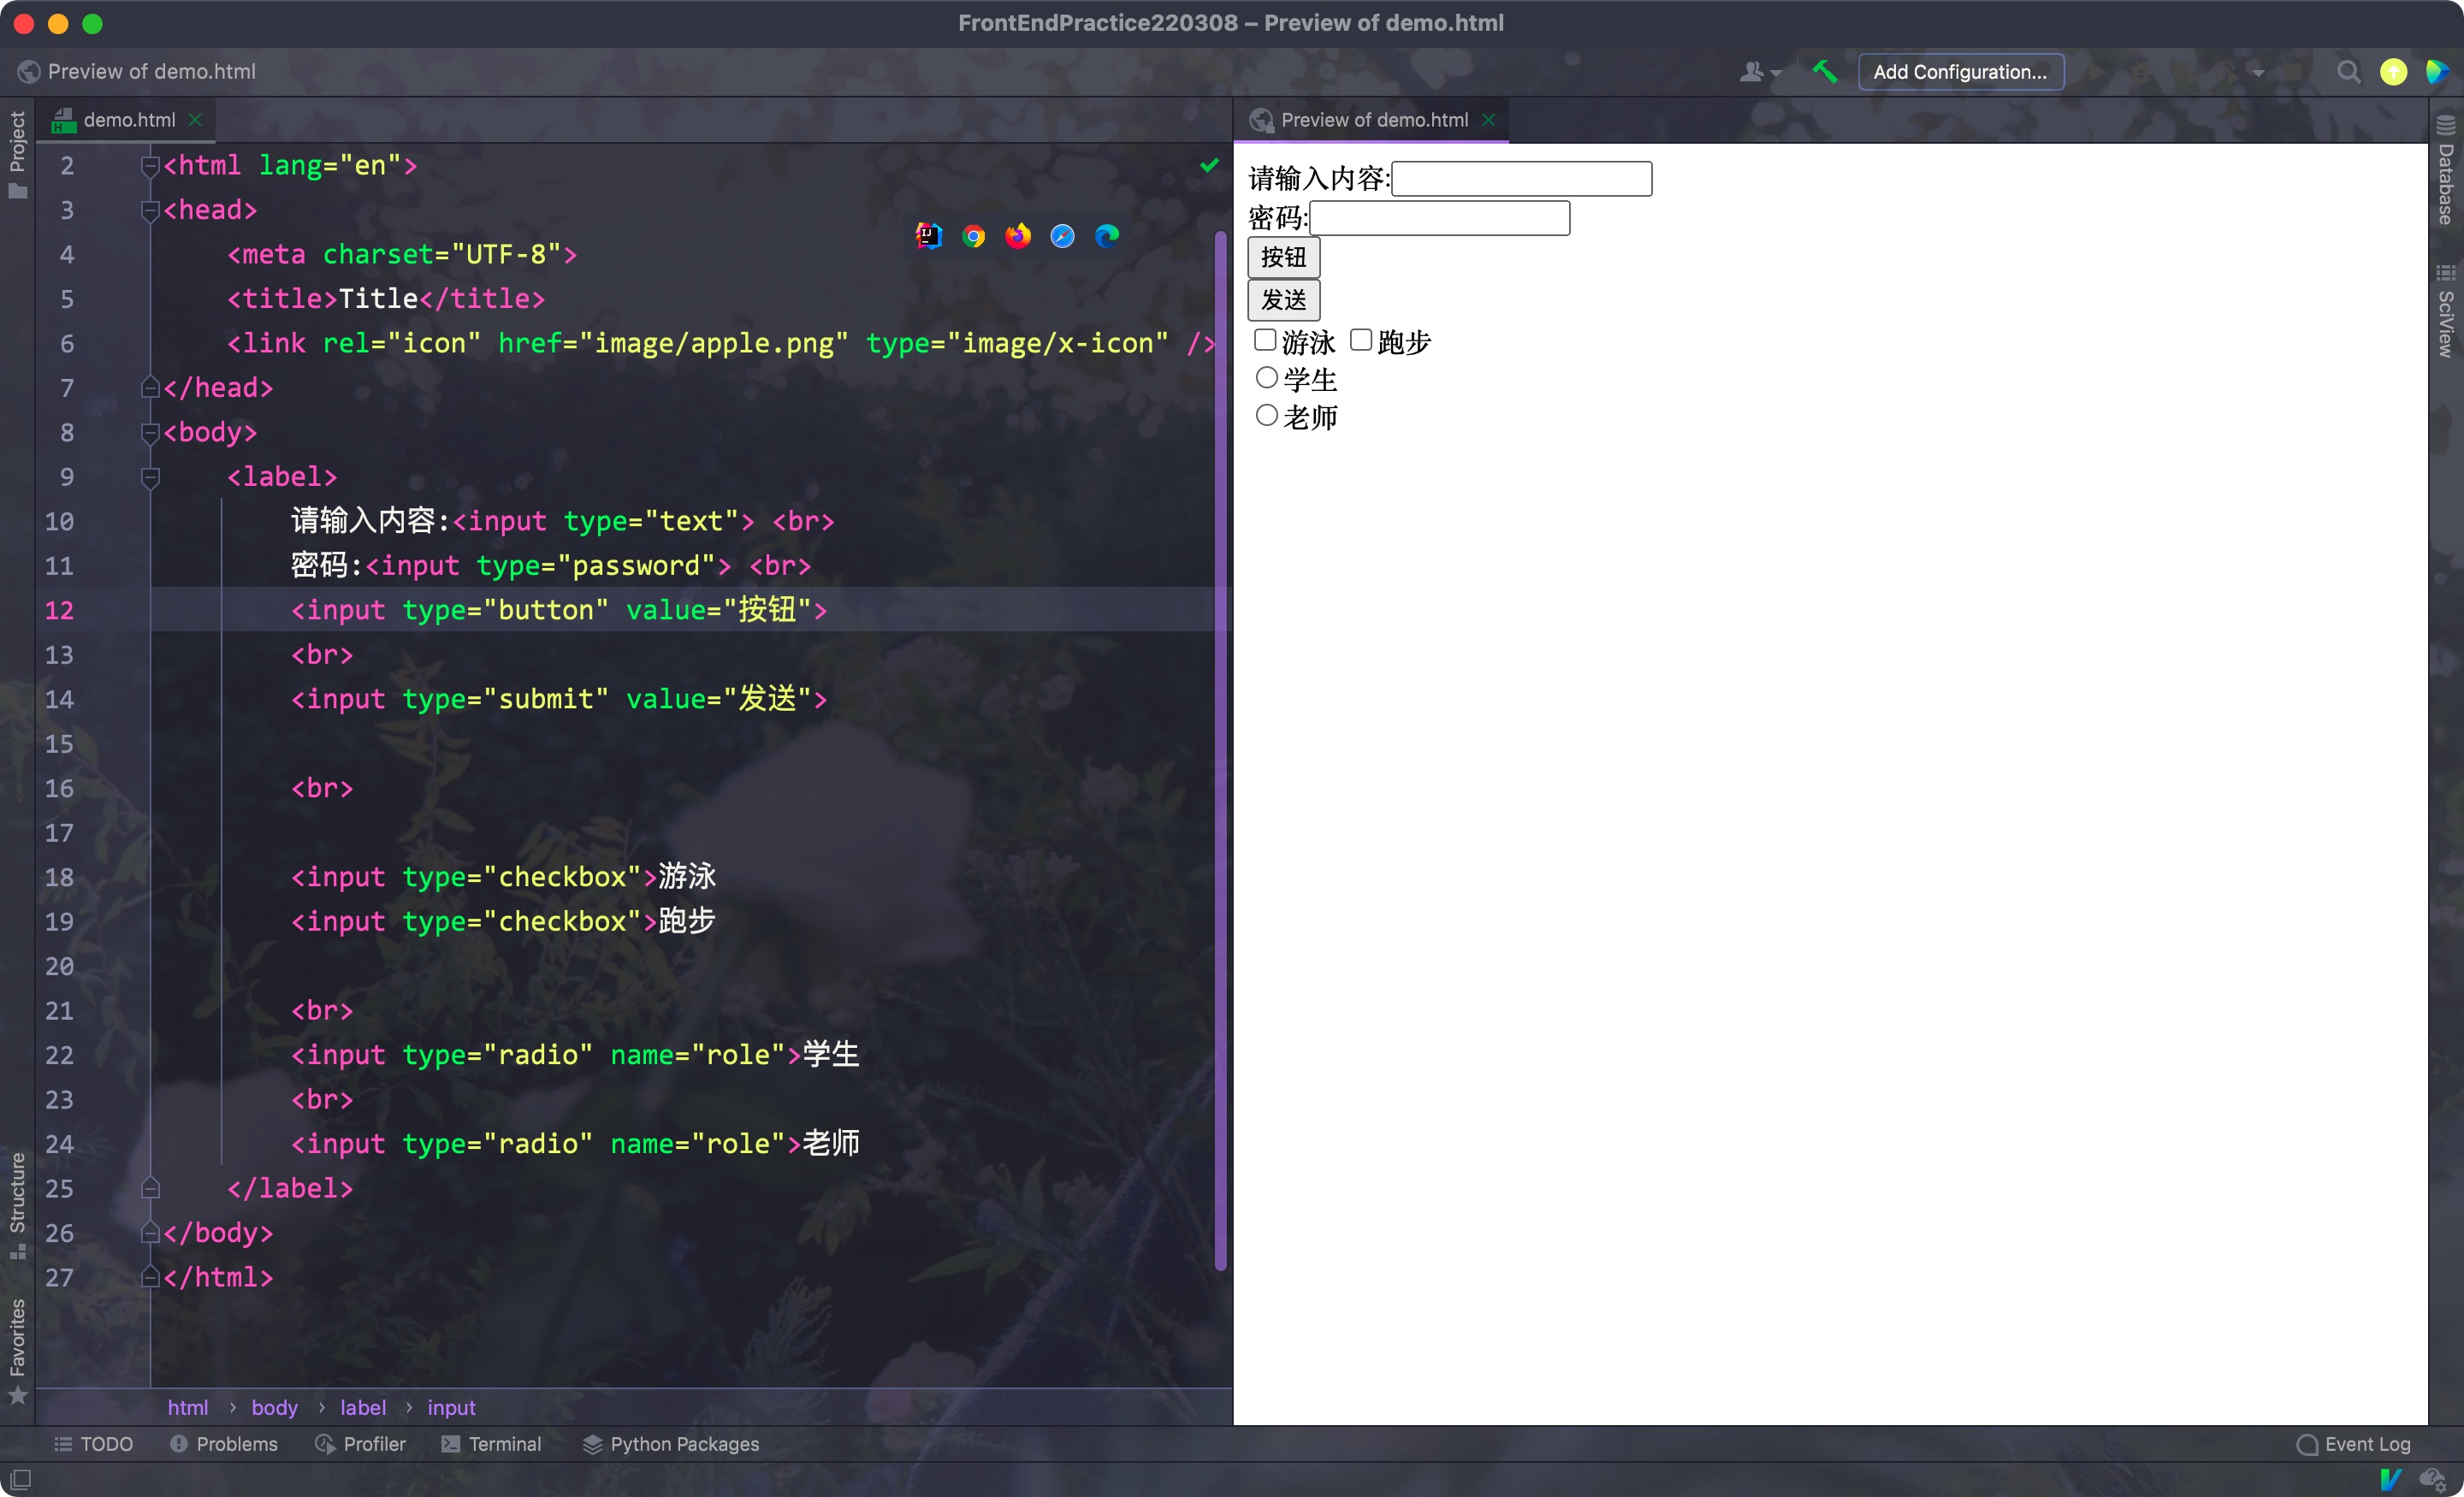 FrontEndPractice220308 – Preview of demo.html
Preview of demo.html
Add Configuration...
Project
demo.html
2 <html lang="en">
3 <head>
4 <meta charset="UTF-8">
5 <title>Title</title>
6 <link rel="icon" href="image/apple.png" type="image/x-icon" />
7 </head>
8 <body>
9 <label>
10 请输入内容:<input type="text"> <br>
11 密码:<input type="password"> <br>
12 <input type="button" value="按钮">
13 <br>
14 <input type="submit" value="发送">
15
16 <br>
17
18 <input type="checkbox">游泳
19 <input type="checkbox">跑步
20
21 <br>
22 <input type="radio" name="role">学生
23 <br>
24 <input type="radio" name="role">老师
25 </label>
26 </body>
27 </html>
html › body › label › input
Structure
Favorites
Preview of demo.html
请输入内容:
密码:
按钮
发送
游泳 跑步
学生
老师
Database
SciView
TODO Problems Profiler Terminal Python Packages Event Log